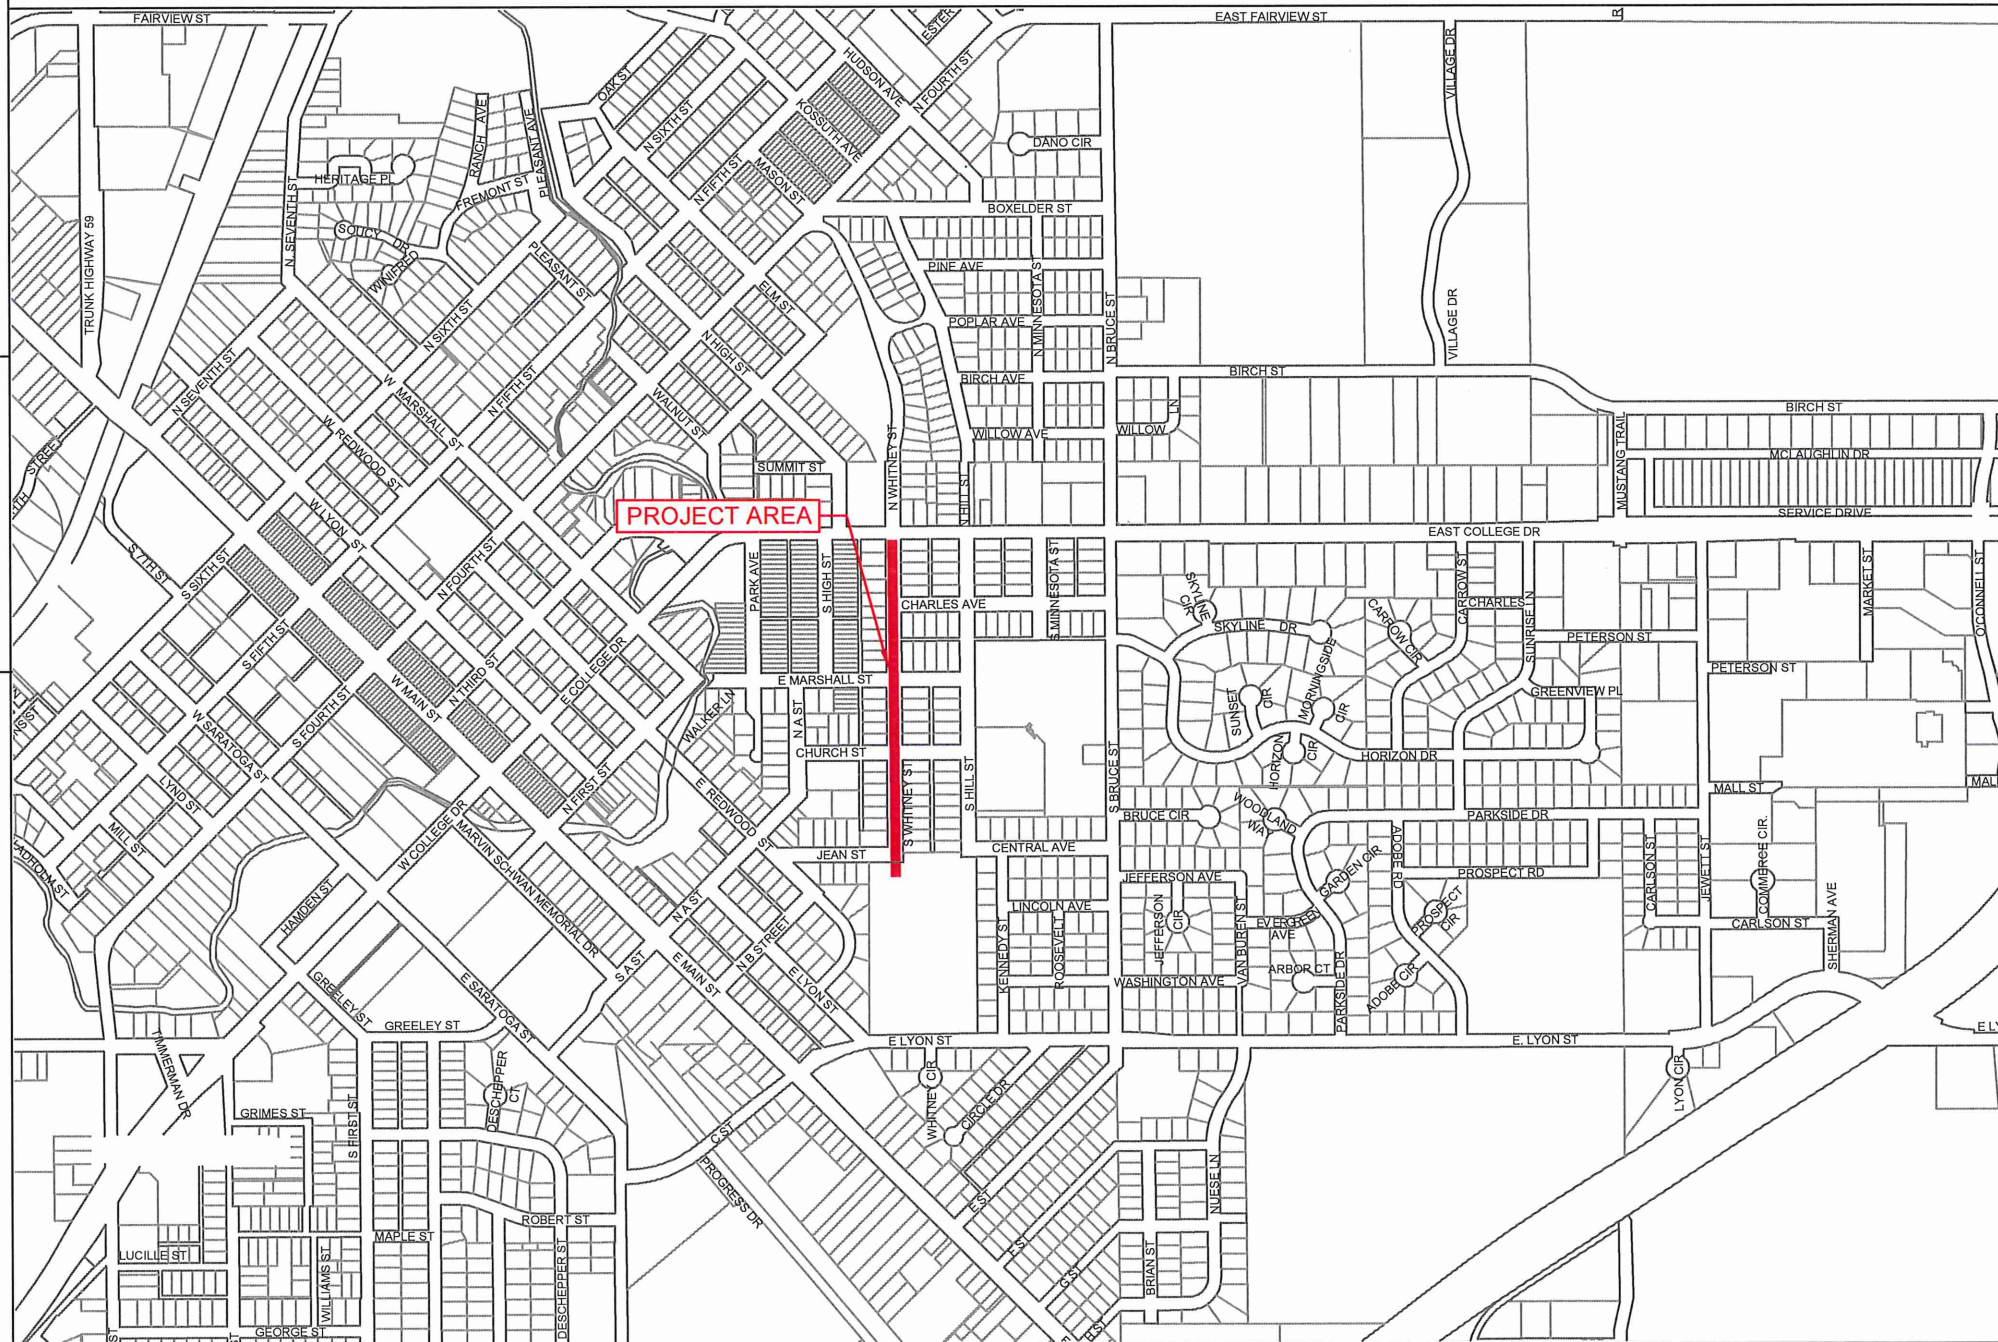 FAIRVIEW ST
EAST FAIRVIEW ST
R
ESTER
VILLAGE DR
OAK ST
HUDSON AVE
N FOURTH ST
N SIXTH ST
KOSSUTH AVE
RANCH AVE
PLEASANT AVE
DANO CIR
HERITAGE PL
N FIFTH ST
MASON ST
FREMONT ST
BOXELDER ST
N SEVENTH ST
TRUNK HIGHWAY 59
SOUCY DR
WINIFRED
PLEASANT ST
PINE AVE
ELM ST
N MINNESOTA ST
N BRUCE ST
POPLAR AVE
VILLAGE DR
N SIXTH ST
N HIGH ST
BIRCH AVE
BIRCH ST
N SEVENTH ST
W MARSHALL ST
N FIFTH ST
WALNUT ST
BIRCH ST
W REDWOOD ST
N WHITNEY ST
WILLOW AVE
WILLOW
LN
MUSTANG TRAIL
MCLAUGHLIN DR
STREET
SUMMIT ST
N HILL ST
HTH
PROJECT AREA
SERVICE DRIVE
W LYON ST
EAST COLLEGE DR
S 7TH ST
S SIXTH ST
N FOURTH ST
PARK AVE
S HIGH ST
CHARLES AVE
S MINNESOTA ST
SKYLINE CIR
SKYLINE DR
CARROW CIR
CARROW ST
CHARLES
SUNRISE LN
PETERSON ST
MARKET ST
O'CONNELL ST
S FIFTH ST
E COLLEGE DR
MORNINGSIDE
CIR
PETERSON ST
N THIRD ST
W MAIN ST
E MARSHALL ST
WALKER LN
N A ST
SUNSET
CIR
GREENVIEW PL
W SARATOGA ST
S FOURTH ST
CHURCH ST
HORIZON
CIR
HORIZON DR
LYND ST
N FIRST ST
E REDWOOD ST
S WHITNEY ST
S HILL ST
S BRUCE ST
MALL ST
MAL
MILL ST
W COLLEGE DR
MARVIN SCHWAN MEMORIAL DR
BRUCE CIR
WOODLAND
WAY
PARKSIDE DR
JEAN ST
CENTRAL AVE
ADOBE RD
GARDEN CIR
PROSPECT RD
CARLSON ST
JEWETT ST
COMMERCE CIR.
LADHOLM ST
JEFFERSON AVE
HAMDEN ST
N A ST
LINCOLN AVE
JEFFERSON
CIR
VAN BUREN ST
EVERGREEN
AVE
PROSPECT
CIR
CARLSON ST
SHERMAN AVE
N B STREET
KENNEDY ST
ROOSEVELT
S A ST
E MAIN ST
E LYON ST
WASHINGTON AVE
ARBOR CT
PARKSIDE DR
ADOBE CIR
GREELEY ST
GREELEY ST
E SARATOGA ST
E LYON ST
E. LYON ST
E LY
TIMMERMAN DR
DESCHEPPER
CT
WHITNEY CIR
CIRCLE DR
LYON CIR
GRIMES ST
S FIRST ST
C ST
PROGRESS DR
NUESE LN
E ST
ROBERT ST
MAPLE ST
LUCILLE ST
F ST
WILLIAMS ST
DESCHEPPER ST
G ST
BRIAN ST
GEORGE ST
H ST